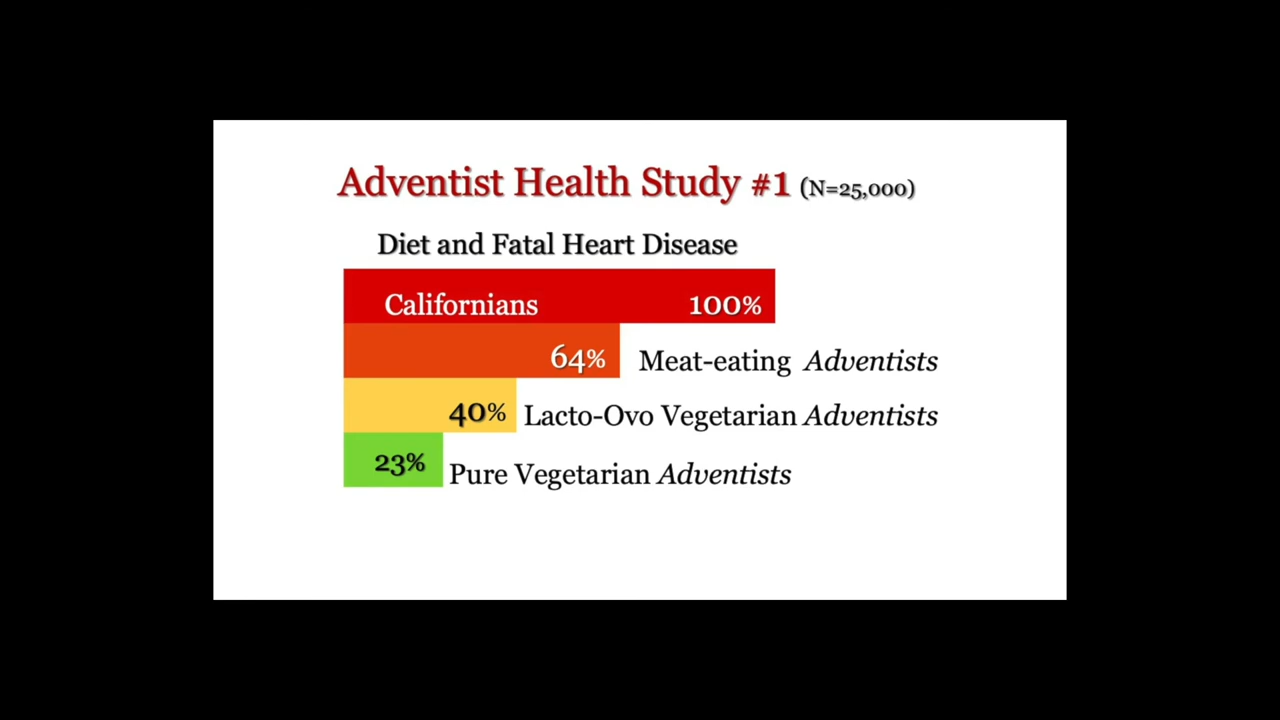 Adventist Health Study #1 (N=25,000)
Diet and Fatal Heart Disease
Californians 100%
64% Meat-eating Adventists
40% Lacto-Ovo Vegetarian Adventists
23% Pure Vegetarian Adventists